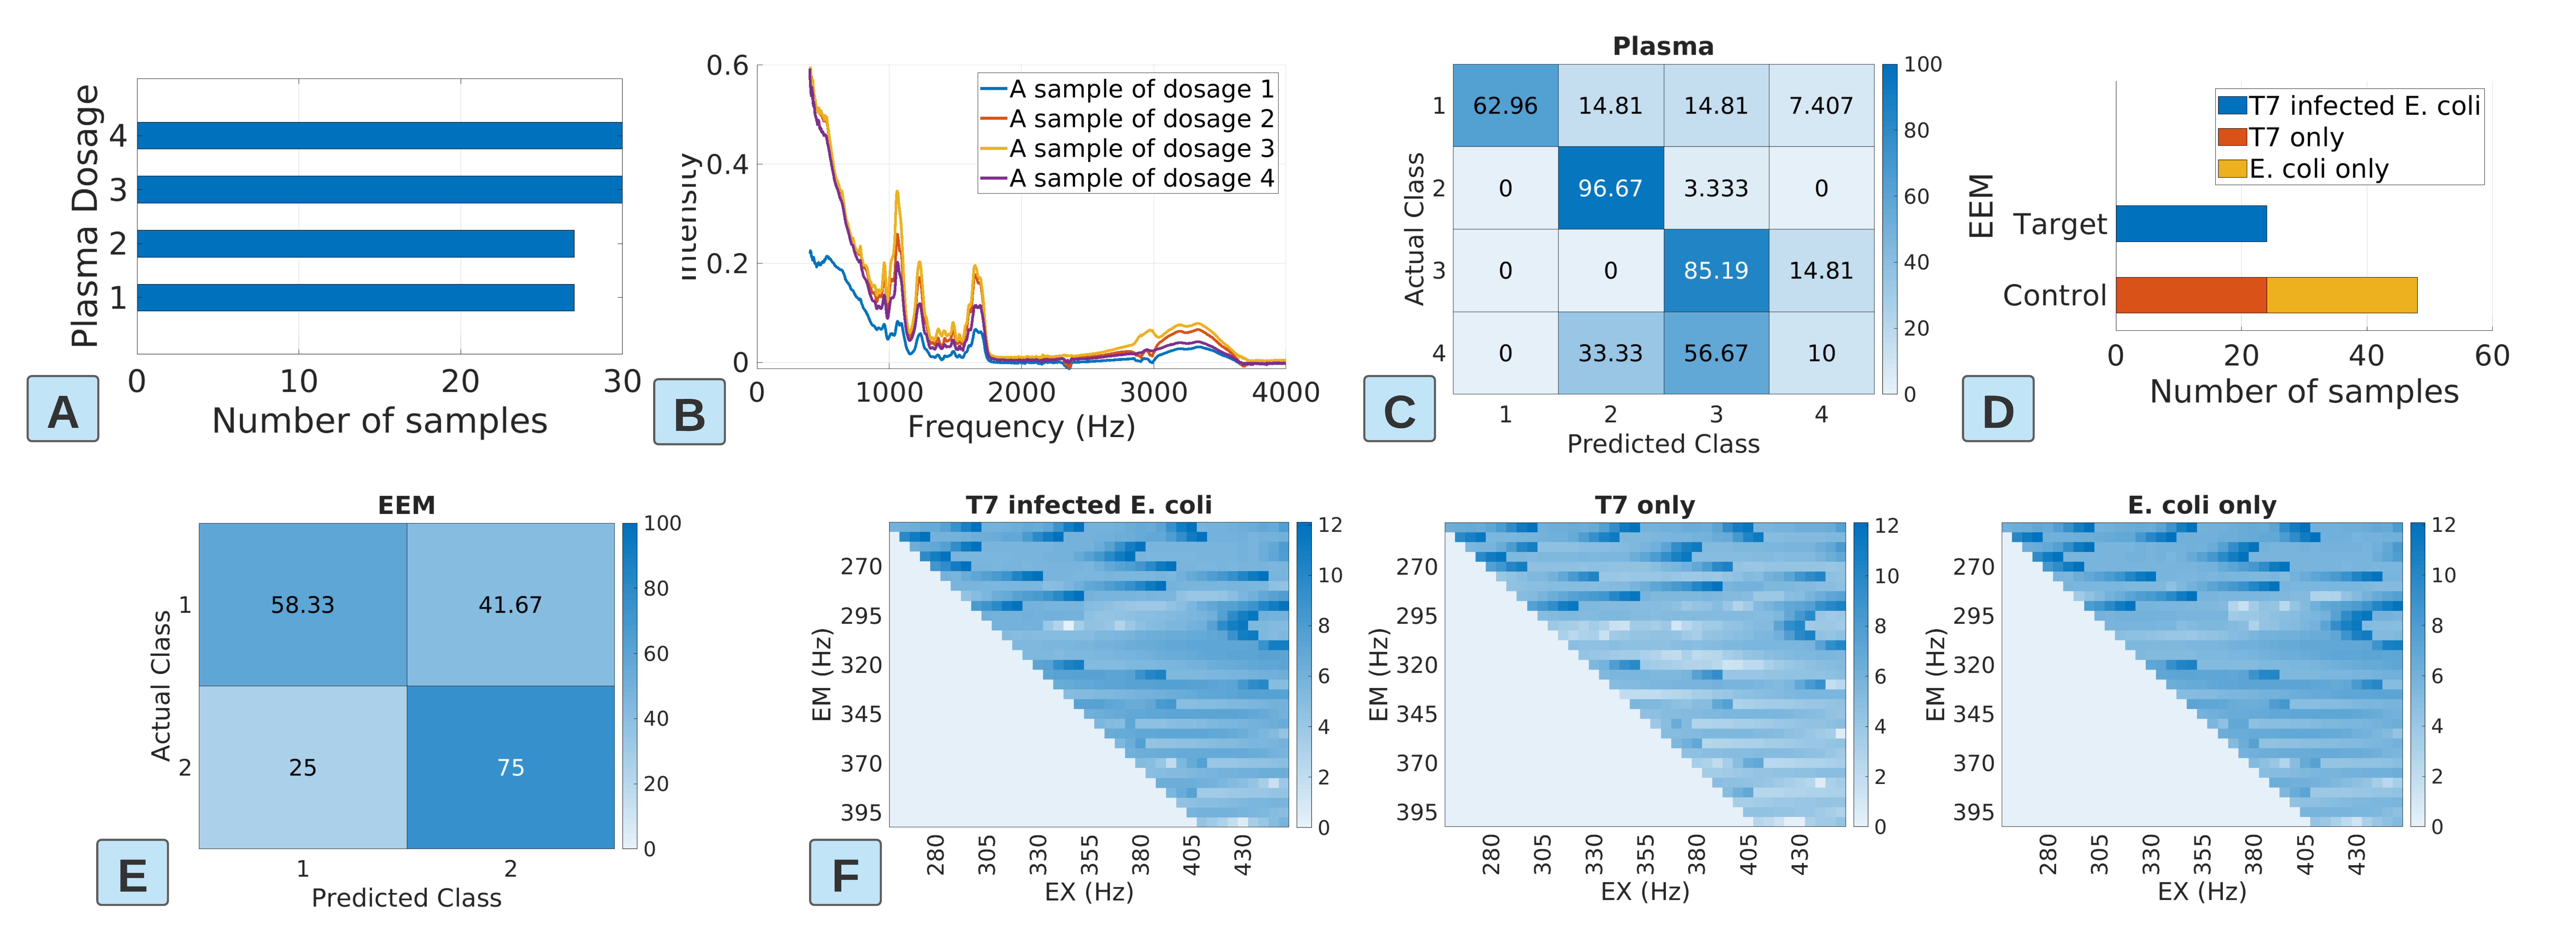 Plasma Dosage
4
3
2
1
0 10 20 30
Number of samples
A
0.6
0.4
0.2
0
Intensity
A sample of dosage 1
A sample of dosage 2
A sample of dosage 3
A sample of dosage 4
0 1000 2000 3000 4000
Frequency (Hz)
B
Plasma
Actual Class
1 62.96 14.81 14.81 7.407
2 0 96.67 3.333 0
3 0 0 85.19 14.81
4 0 33.33 56.67 10
1 2 3 4
Predicted Class
100
80
60
40
20
0
C
EEM
T7 infected E. coli
T7 only
E. coli only
Target
Control
0 20 40 60
Number of samples
D
EEM
Actual Class
1 58.33 41.67
2 25 75
1 2
Predicted Class
100
80
60
40
20
0
E
T7 infected E. coli
EM (Hz)
270
295
320
345
370
395
280 305 330 355 380 405 430
EX (Hz)
12
10
8
6
4
2
0
F
T7 only
EM (Hz)
270
295
320
345
370
395
280 305 330 355 380 405 430
EX (Hz)
12
10
8
6
4
2
0
E. coli only
EM (Hz)
270
295
320
345
370
395
280 305 330 355 380 405 430
EX (Hz)
12
10
8
6
4
2
0